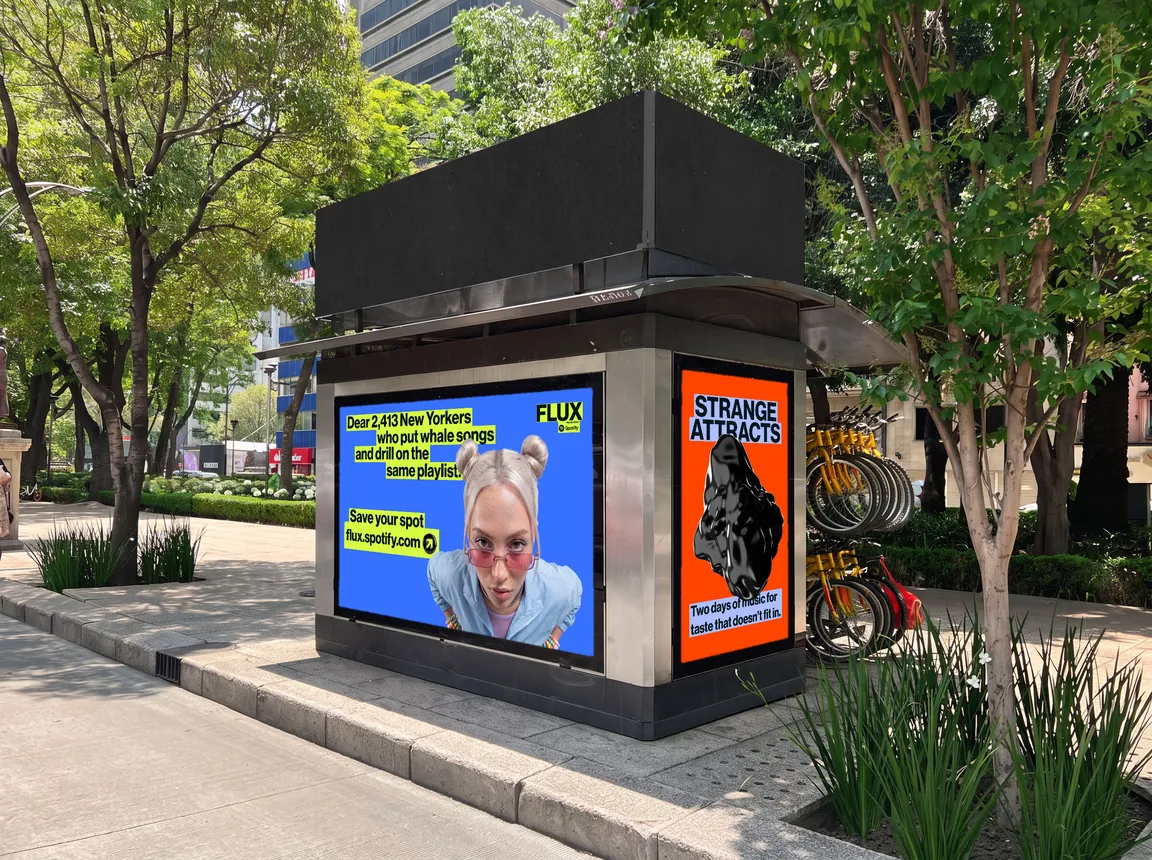 Dear 2,413 New Yorkers
who put whale songs
and drill on the
same playlist.
FLUX
Spotify
Save your spot
flux.spotify.com
STRANGE
ATTRACTS
Two days of music for
taste that doesn't fit in.